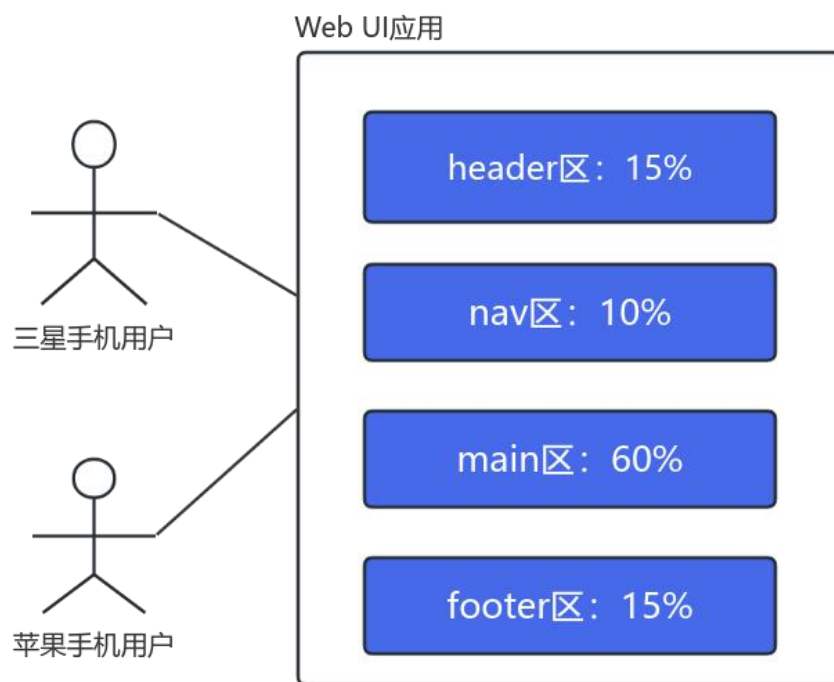 Web UI应用
header区：15%
nav区：10%
三星手机用户
main区：60%
footer区：15%
苹果手机用户